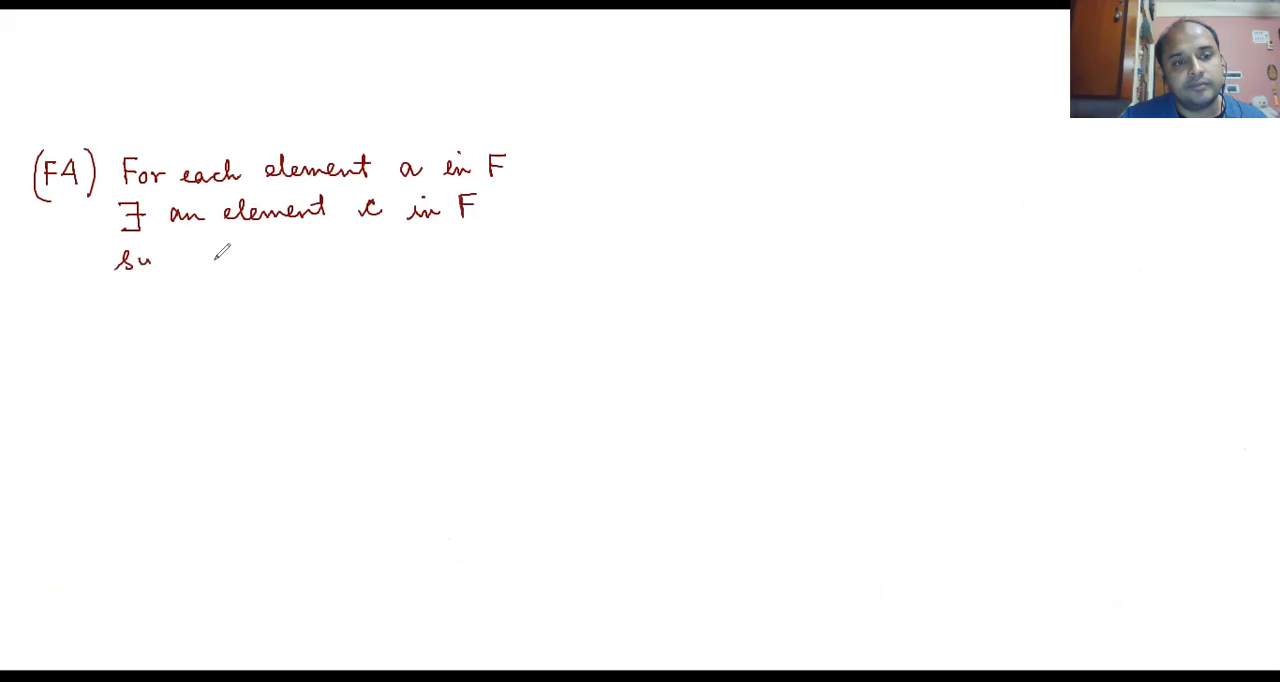 (F4) For each element a in F
∃ an element c in F
su